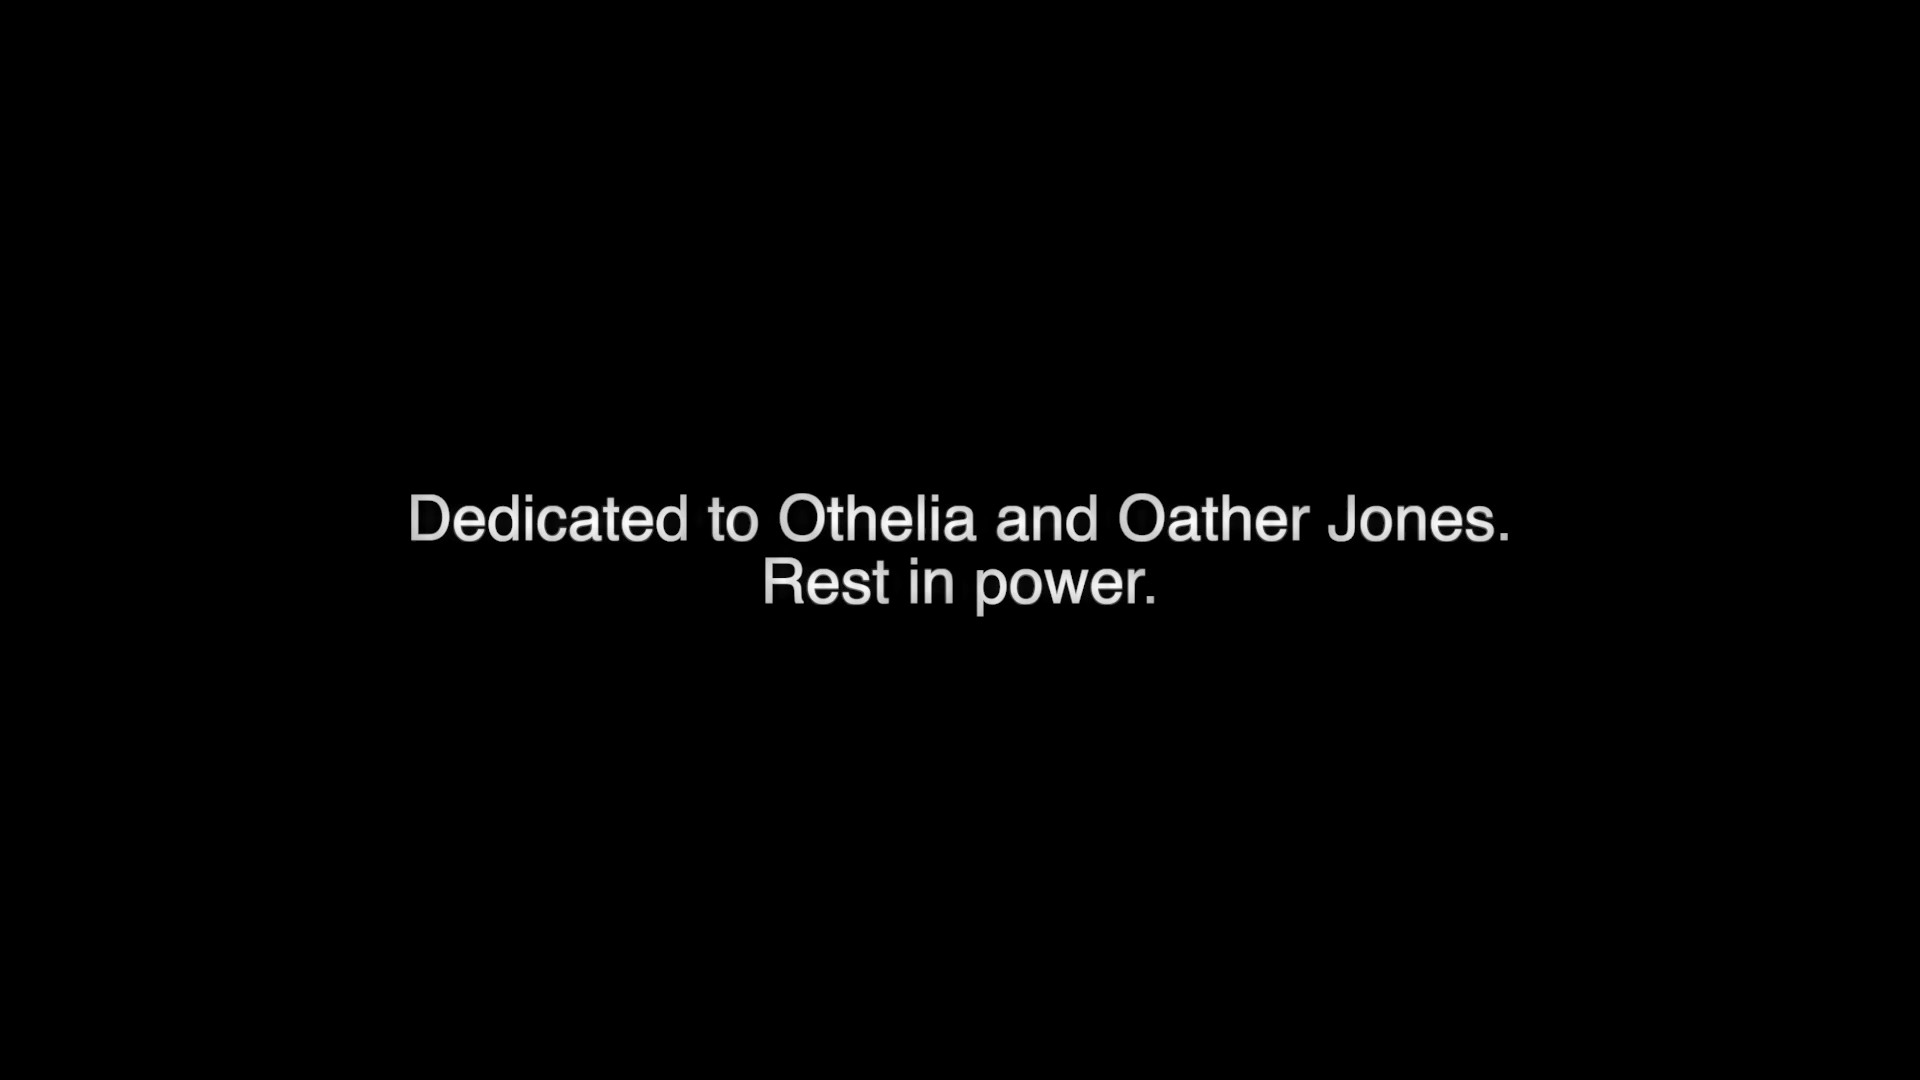 Dedicated to Othelia and Oather Jones.
Rest in power.